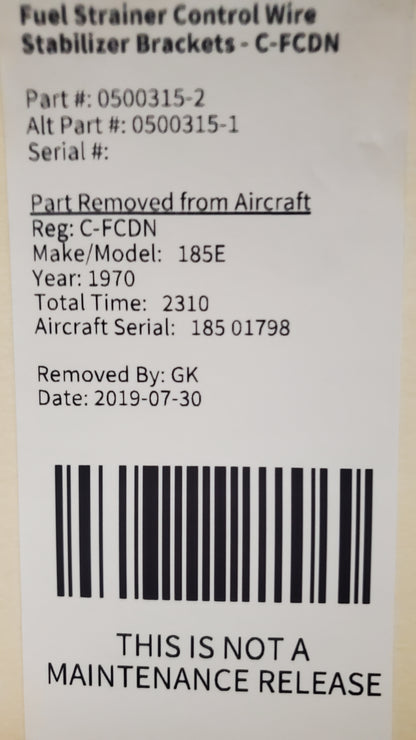 Fuel Strainer Control Wire
Stabilizer Brackets - C-FCDN
Part #: 0500315-2
Alt Part #: 0500315-1
Serial #:
Part Removed from Aircraft
Reg: C-FCDN
Make/Model: 185E
Year: 1970
Total Time: 2310
Aircraft Serial: 185 01798
Removed By: GK
Date: 2019-07-30
THIS IS NOT A
MAINTENANCE RELEASE